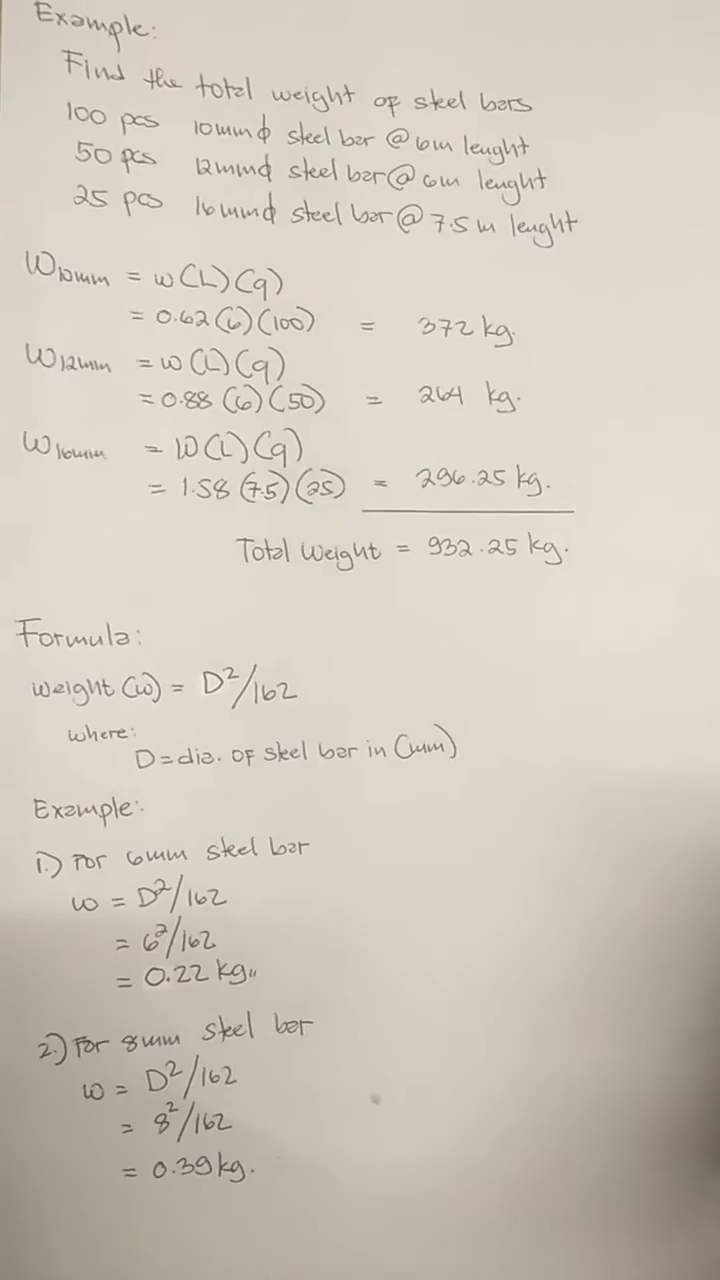 Example:
Find the total weight of steel bars
100 pcs 10mmϕ steel bar @ 6m lenght
50 pcs 12mmϕ steel bar @ 6m lenght
25 pcs 16mmϕ steel bar @ 7.5m lenght
W10mm = w(L)(q)
= 0.62(6)(100) = 372 kg.
W12mm = w(L)(q)
= 0.88(6)(50) = 264 kg.
W16mm = W(L)(q)
= 1.58(7.5)(25) = 296.25 kg.
Total Weight = 932.25 kg.
Formula:
weight (w) = D²/162
where:
D = dia. of steel bar in (mm)
Example:
1.) For 6mm steel bar
w = D²/162
= 6²/162
= 0.22 kg.
2.) For 8mm steel bar
w = D²/162
= 8²/162
= 0.39 kg.